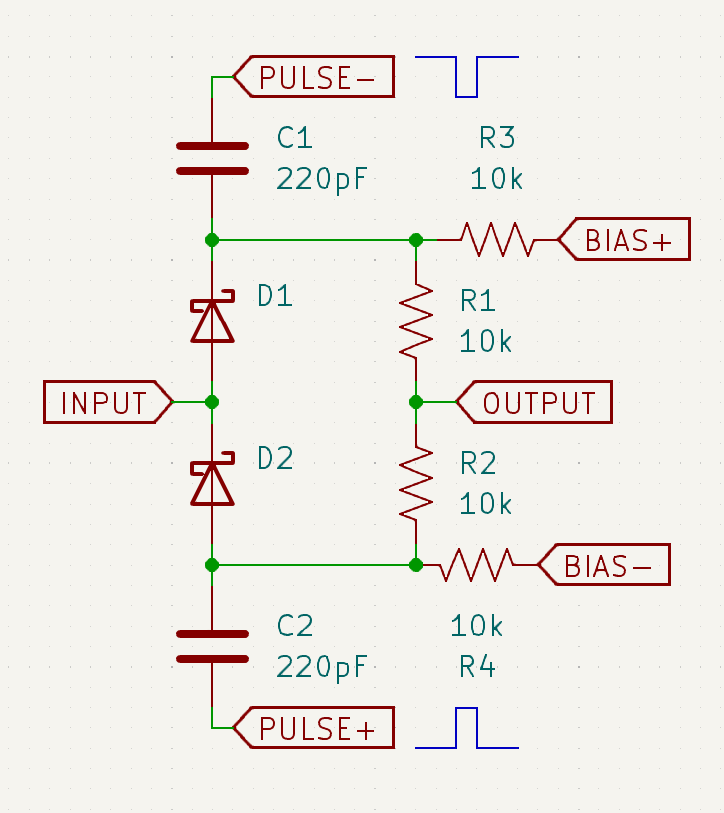 PULSE-
C1
220pF
R3
10k
BIAS+
D1
R1
10k
INPUT
OUTPUT
D2
R2
10k
BIAS-
C2
220pF
10k
R4
PULSE+